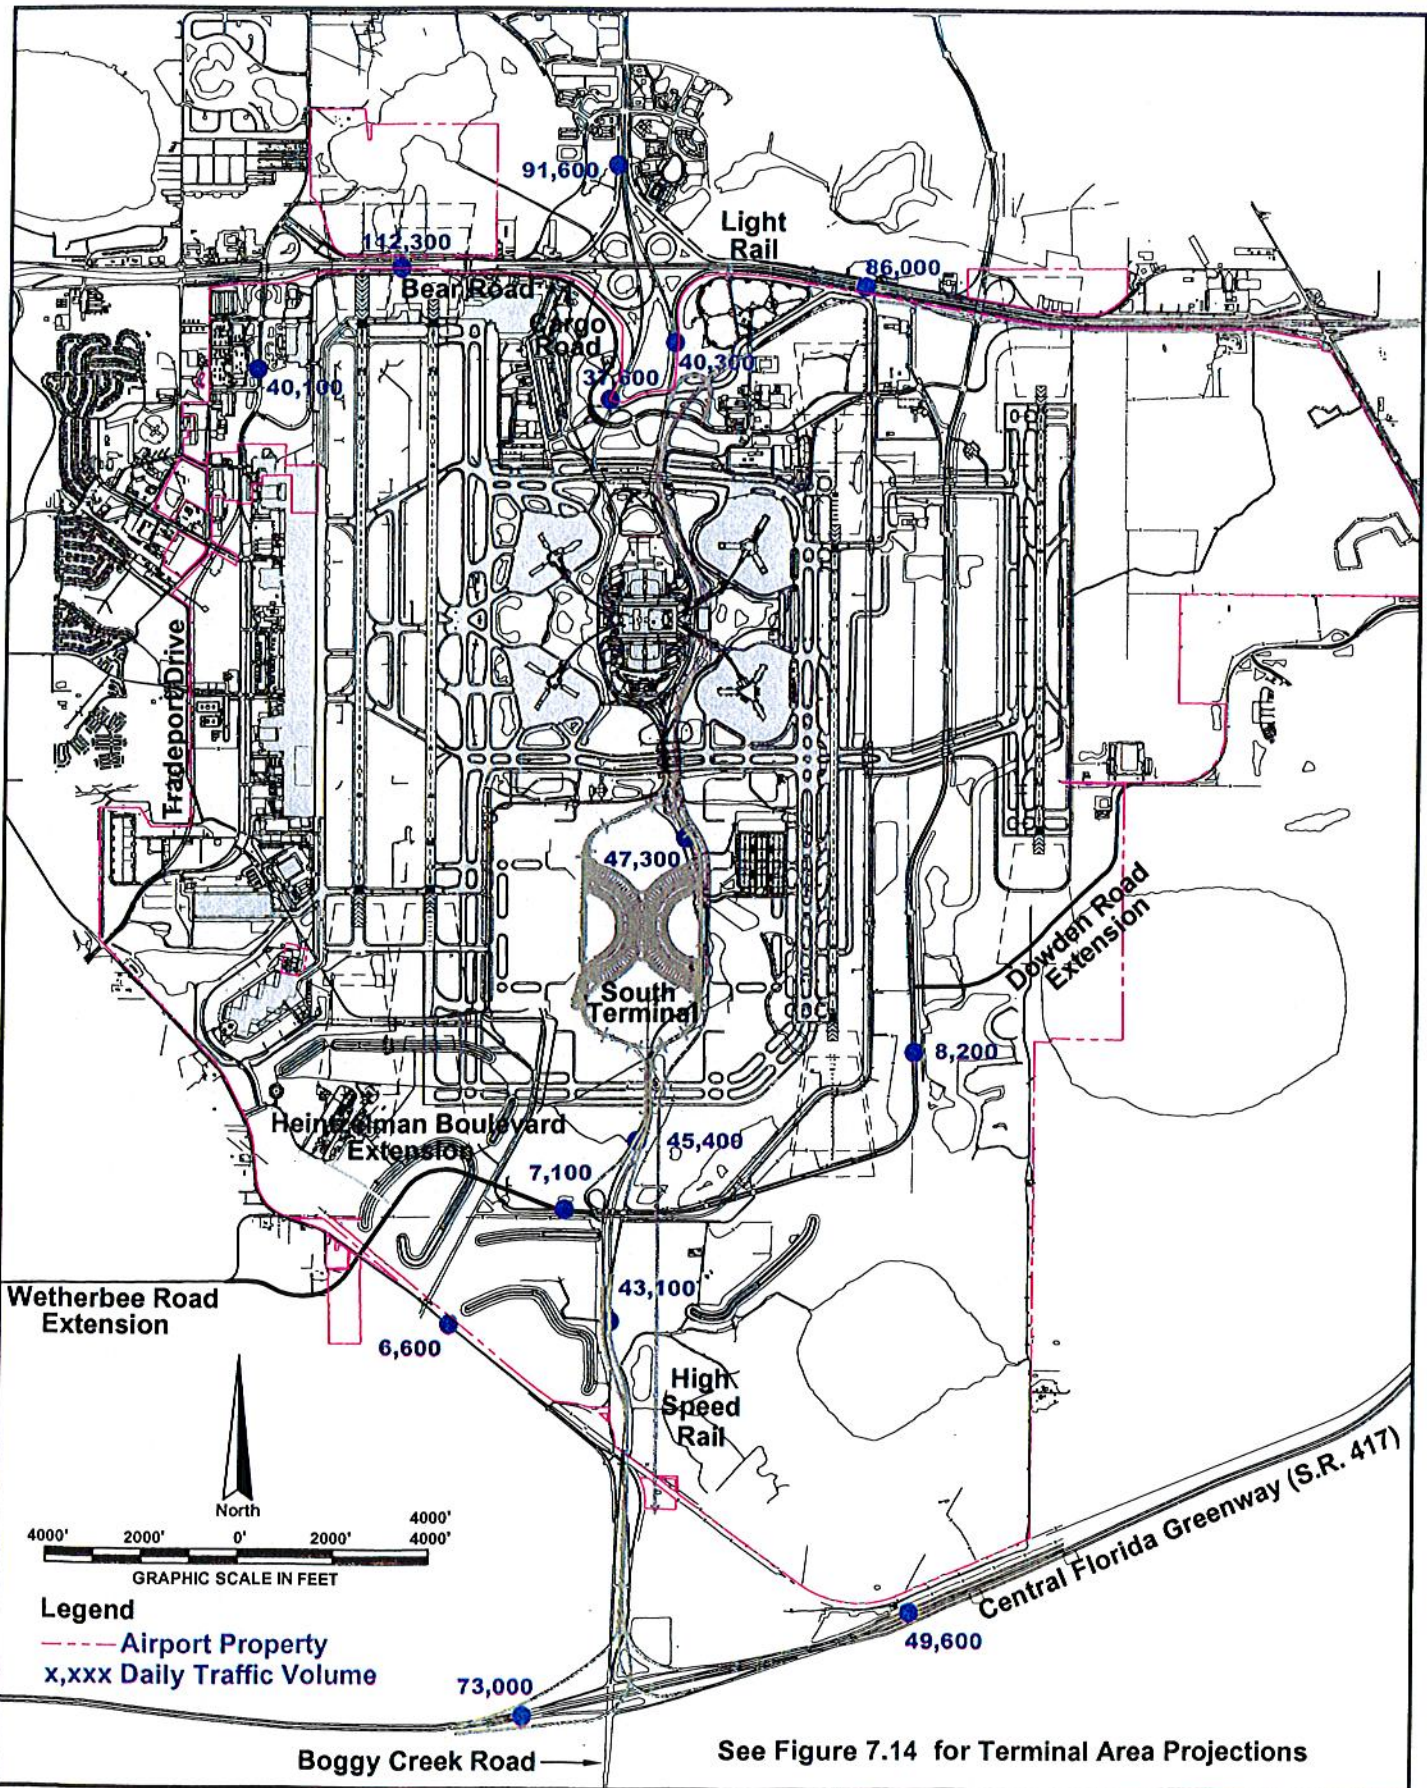 91,600
Light
Rail
112,300
86,000
Bear Road
Cargo
Road
40,300
37,600
40,100
Tradeport Drive
47,300
Dowden Road
Extension
South
Terminal
8,200
Heintzelman Boulevard
Extension
45,400
7,100
43,100
Wetherbee Road
Extension
6,600
High
Speed
Rail
North
4000'
4000' 2000' 0' 2000' 4000'
GRAPHIC SCALE IN FEET
Central Florida Greenway (S.R. 417)
Legend
Airport Property
x,xxx Daily Traffic Volume
49,600
73,000
Boggy Creek Road
See Figure 7.14 for Terminal Area Projections